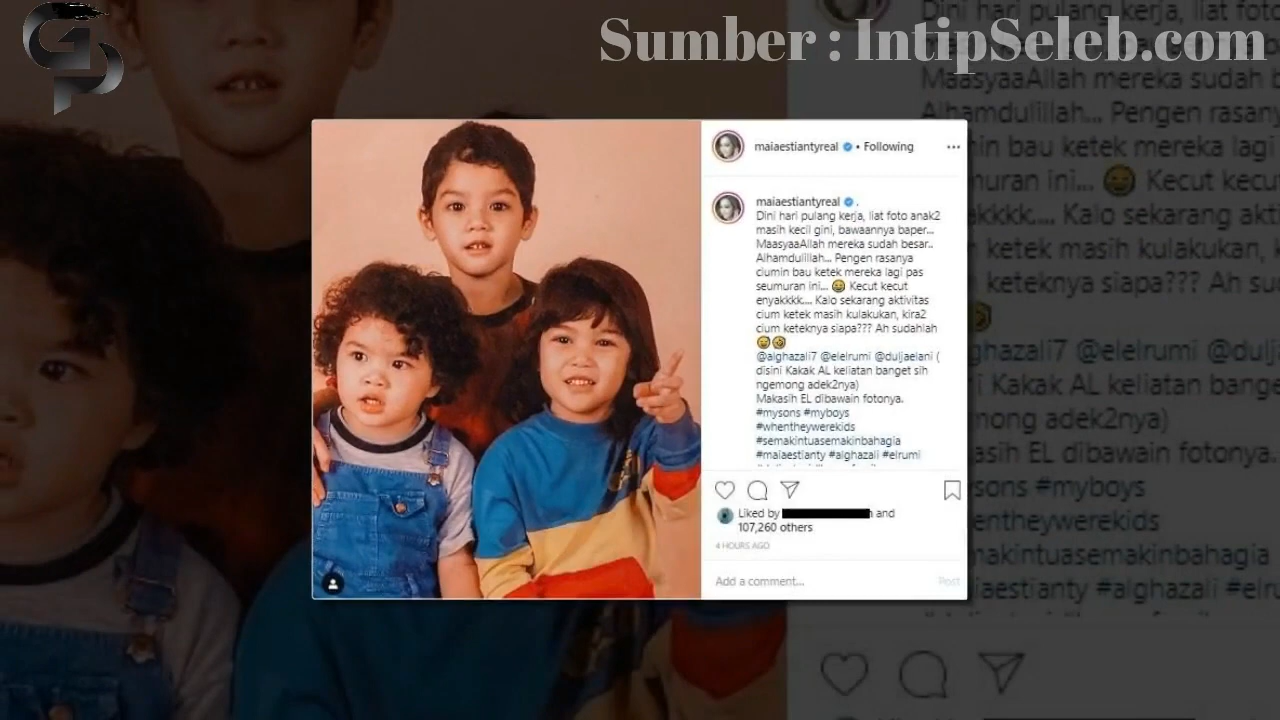 Sumber : IntipSeleb.com
GP
maiaestiantyreal • Following
maiaestiantyreal .
Dini hari pulang kerja, liat foto anak2
masih kecil gini, bawaannya baper...
MaasyaaAllah mereka sudah besar..
Alhamdulillah... Pengen rasanya
ciumin bau ketek mereka lagi pas
seumuran ini... 😅 Kecut kecut
enyakkkk.... Kalo sekarang aktivitas
cium ketek masih kulakukan, kira2
cium keteknya siapa??? Ah sudahlah
😅🤣
@alghazali7 @elelrumi @duljaelani (
disini Kakak AL keliatan banget sih
ngemong adek2nya)
Makasih EL dibawain fotonya.
#mysons #myboys
#whentheywerekids
#semakintuasemakinbahagia
#maiaestianty #alghazali #elrumi
Liked by and
107,260 others
4 HOURS AGO
Add a comment...
Post